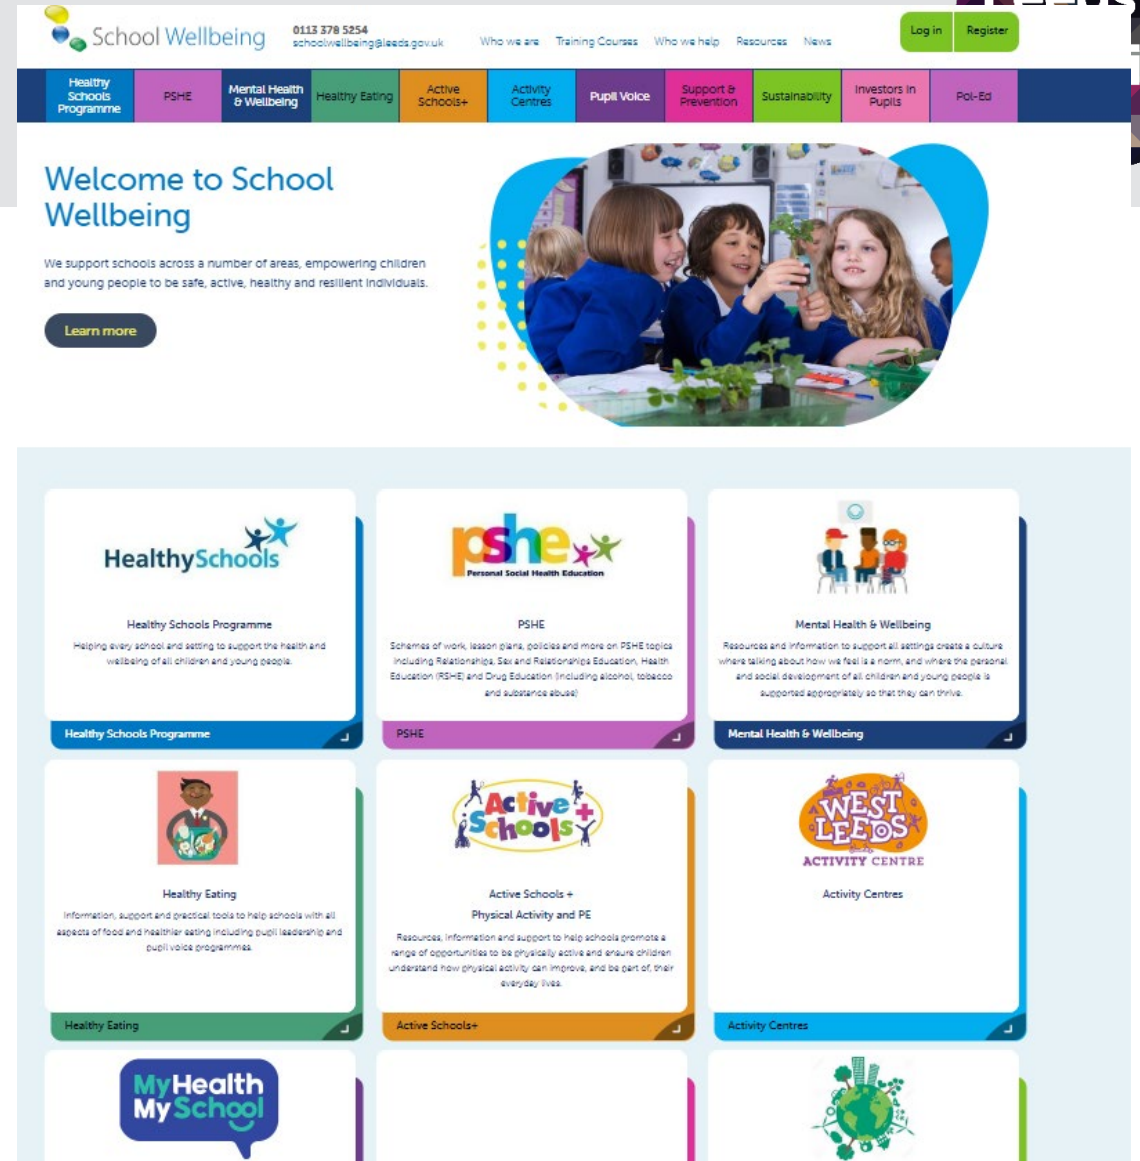 School Wellbeing
0113 378 5254
schoolwellbeing@leeds.gov.uk
Who we are Training Courses Who we help Resources News
Log in Register
Healthy Schools Programme
PSHE
Mental Health & Wellbeing
Healthy Eating
Active Schools+
Activity Centres
Pupil Voice
Support & Prevention
Sustainability
Investors in Pupils
Pol-Ed
Welcome to School
Wellbeing
We support schools across a number of areas, empowering children
and young people to be safe, active, healthy and resilient individuals.
Learn more
HealthySchools
Healthy Schools Programme
Helping every school and setting to support the health and
wellbeing of all children and young people.
Healthy Schools Programme
pshe
Personal Social Health Education
PSHE
Schemes of work, lesson plans, policies and more on PSHE topics
including Relationships, Sex and Relationships Education, Health
Education (RSHE) and Drug Education (including alcohol, tobacco
and substance abuse)
PSHE
Mental Health & Wellbeing
Resources and information to support all settings create a culture
where talking about how we feel is a norm, and where the personal
and social development of all children and young people is
supported appropriately so that they can thrive.
Mental Health & Wellbeing
Healthy Eating
Information, support and practical tools to help schools with all
aspects of food and healthier eating including pupil leadership and
pupil voice programmes.
Healthy Eating
Active Schools +
Active Schools +
Physical Activity and PE
Resources, information and support to help schools promote a
range of opportunities to be physically active and ensure children
understand how physical activity can improve, and be part of, their
everyday lives.
Active Schools+
WEST
LEEDS
ACTIVITY CENTRE
Activity Centres
Activity Centres
MyHealth
MySchool